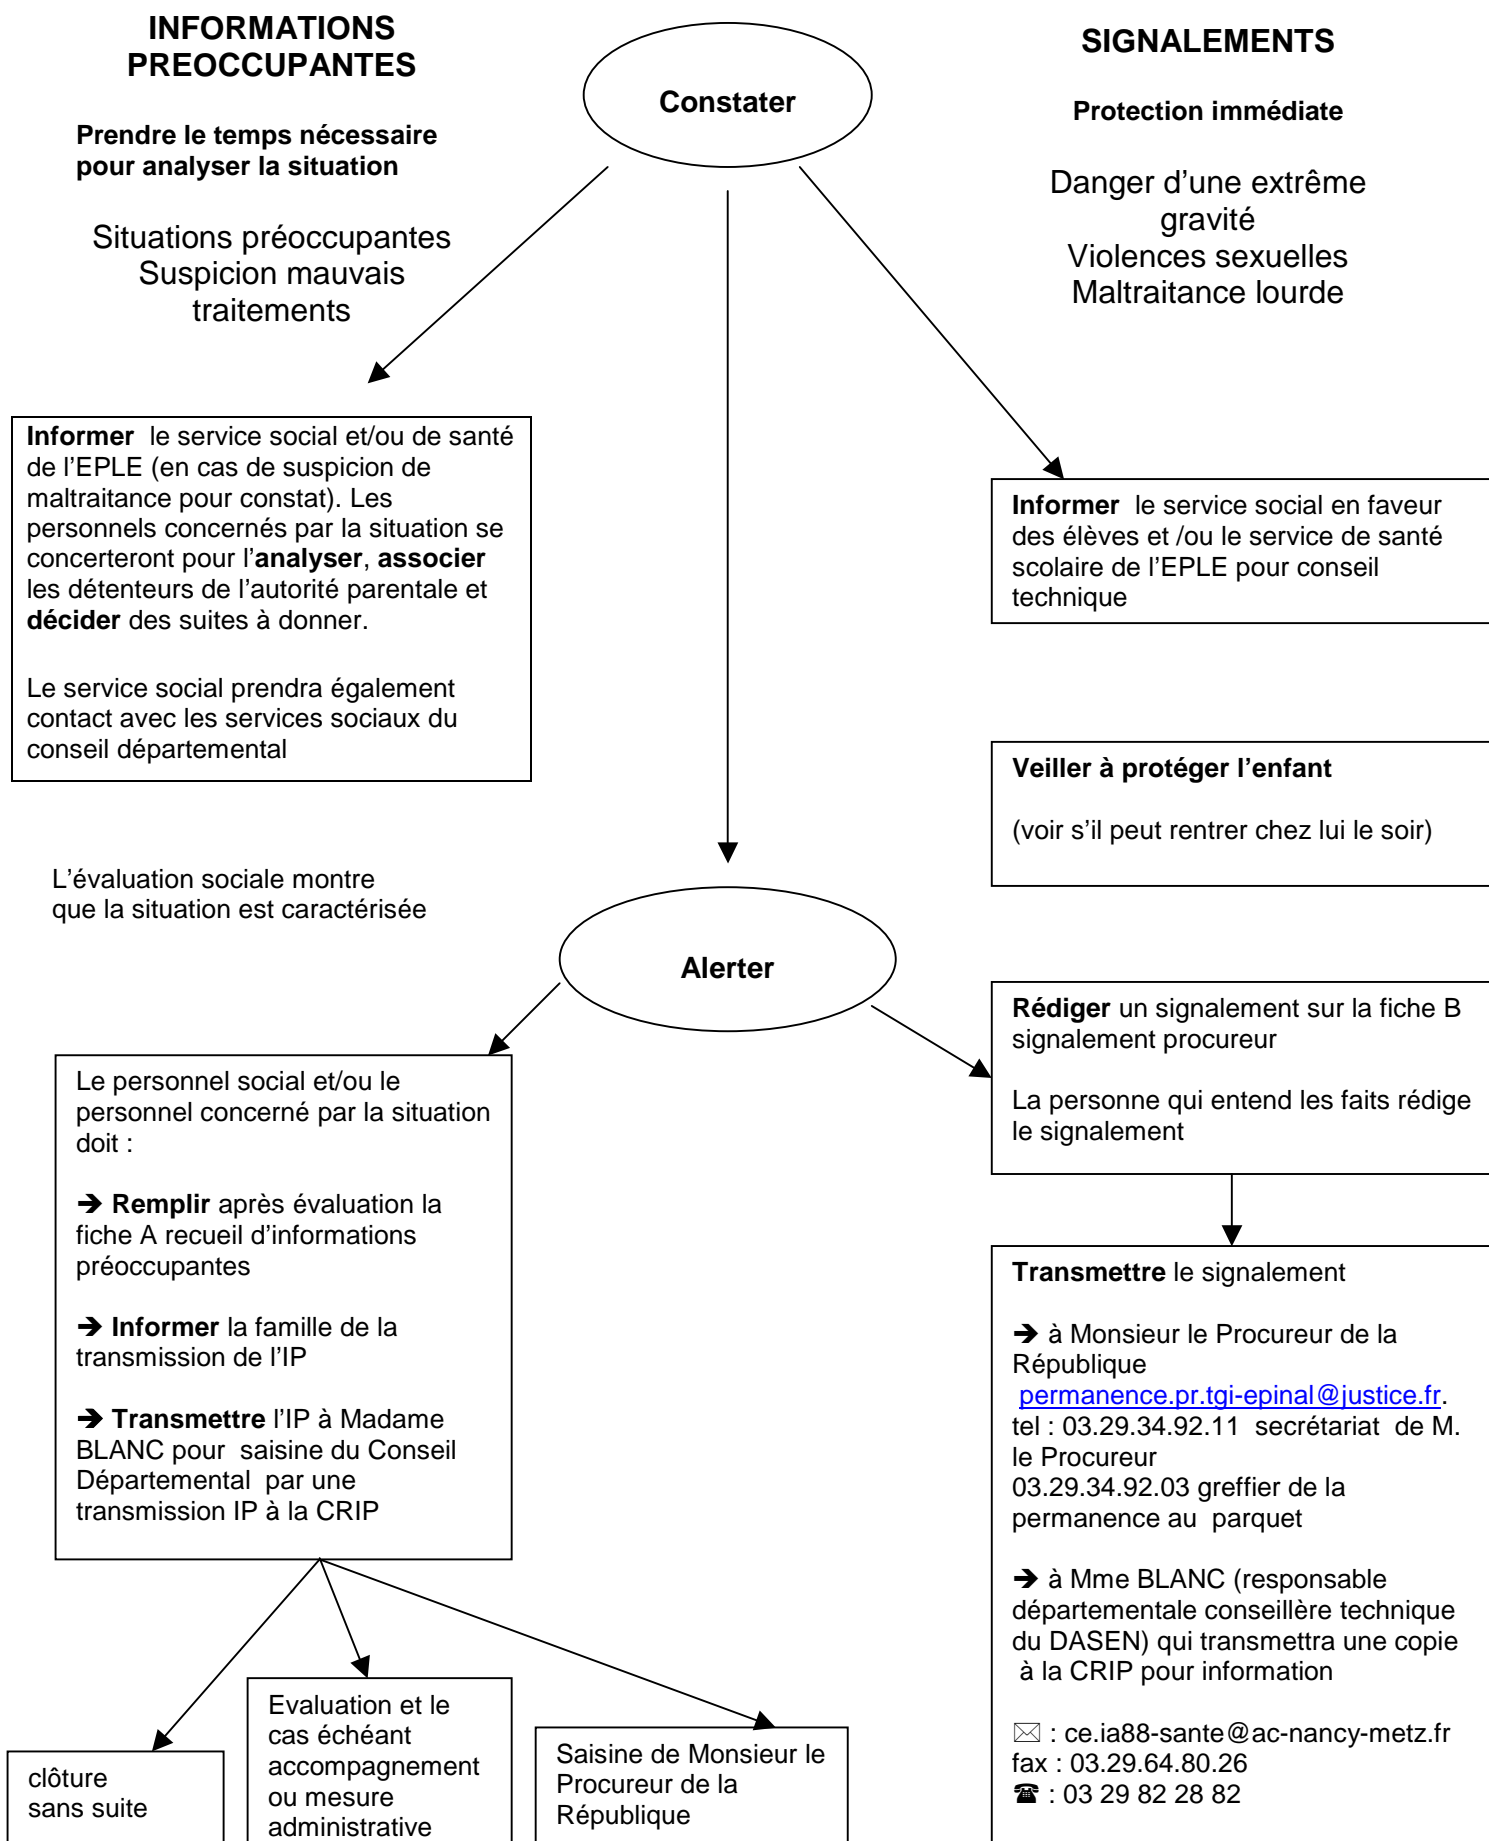 INFORMATIONS
PREOCCUPANTES
Prendre le temps nécessaire
pour analyser la situation
Situations préoccupantes
Suspicion mauvais
traitements
Constater
SIGNALEMENTS
Protection immédiate
Danger d’une extrême
gravité
Violences sexuelles
Maltraitance lourde
Informer le service social et/ou de santé
de l’EPLE (en cas de suspicion de
maltraitance pour constat). Les
personnels concernés par la situation se
concerteront pour l’analyser, associer
les détenteurs de l’autorité parentale et
décider des suites à donner.
Le service social prendra également
contact avec les services sociaux du
conseil départemental
Informer le service social en faveur
des élèves et /ou le service de santé
scolaire de l’EPLE pour conseil
technique
Veiller à protéger l’enfant
(voir s’il peut rentrer chez lui le soir)
L’évaluation sociale montre
que la situation est caractérisée
Alerter
Le personnel social et/ou le
personnel concerné par la situation
doit :
➔ Remplir après évaluation la
fiche A recueil d’informations
préoccupantes
➔ Informer la famille de la
transmission de l’IP
➔ Transmettre l’IP à Madame
BLANC pour saisine du Conseil
Départemental par une
transmission IP à la CRIP
Rédiger un signalement sur la fiche B
signalement procureur
La personne qui entend les faits rédige
le signalement
Transmettre le signalement
➔ à Monsieur le Procureur de la
République
permanence.pr.tgi-epinal@justice.fr.
tel : 03.29.34.92.11 secrétariat de M.
le Procureur
03.29.34.92.03 greffier de la
permanence au parquet
➔ à Mme BLANC (responsable
départementale conseillère technique
du DASEN) qui transmettra une copie
à la CRIP pour information
✉ : ce.ia88-sante@ac-nancy-metz.fr
fax : 03.29.64.80.26
☎ : 03 29 82 28 82
clôture
sans suite
Evaluation et le
cas échéant
accompagnement
ou mesure
administrative
Saisine de Monsieur le
Procureur de la
République